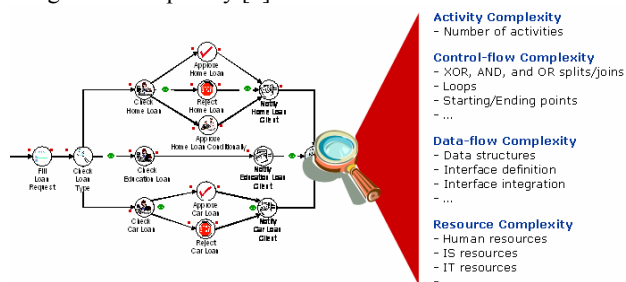 Activity Complexity
- Number of activities
Control-flow Complexity
- XOR, AND, and OR splits/joins
- Loops
- Starting/Ending points
- ...
Data-flow Complexity
- Data structures
- Interface definition
- Interface integration
- ...
Resource Complexity
- Human resources
- IS resources
- IT resources
Approve
Home Loan
Check
Home Loan
Reject
Home Loan
Notify
Home Loan
Client
Approve
Home Loan Conditionally
Fill
Loan
Request
Check
Loan
Type
Check
Education Loan
Notify
Education Loan
Client
Approve
Car Loan
Check
Car Loan
Reject
Car Loan
Notify
Car Loan
Client